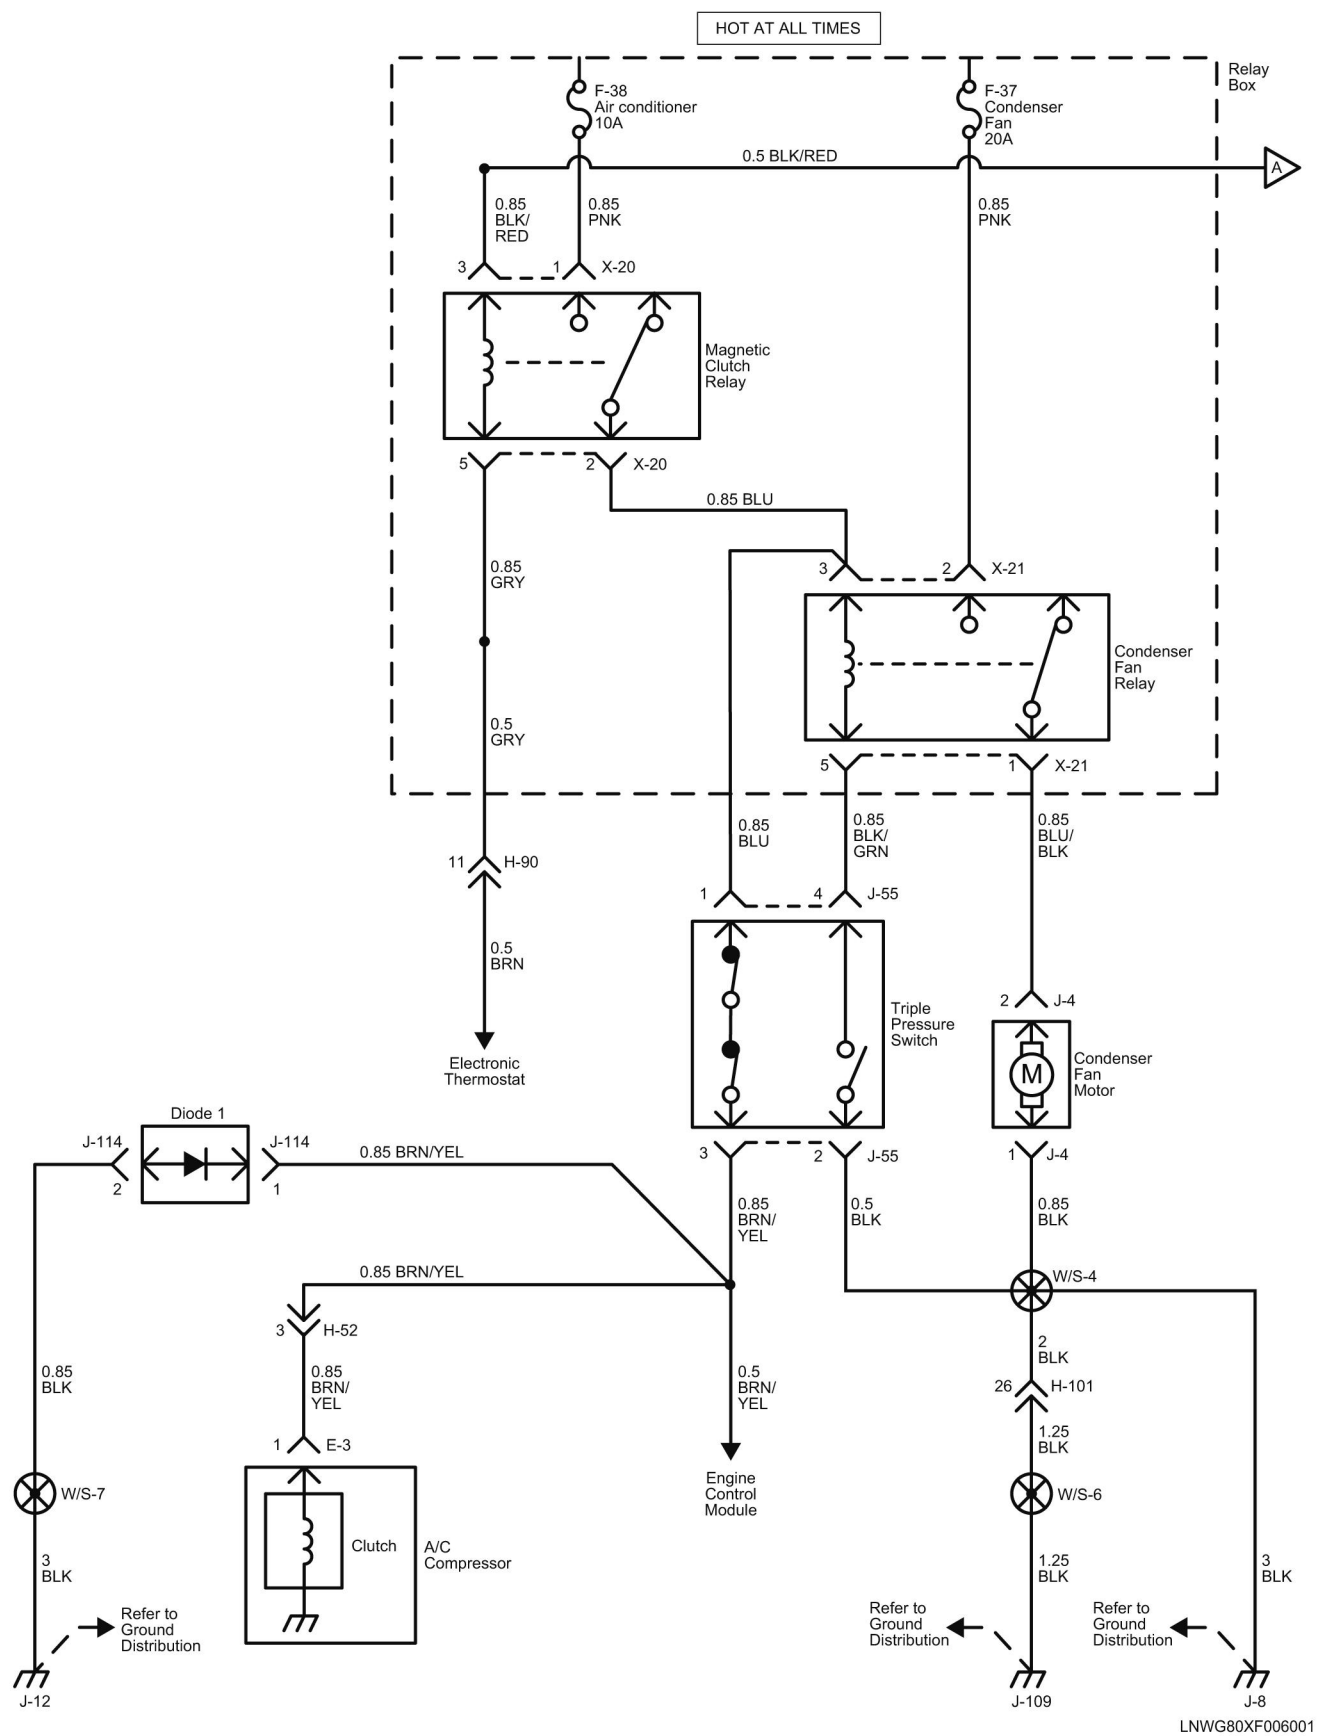 HOT AT ALL TIMES
Relay
Box
F-38
Air conditioner
10A
F-37
Condenser
Fan
20A
0.5 BLK/RED
A
0.85
BLK/
RED
0.85
PNK
0.85
PNK
3
1
X-20
Magnetic
Clutch
Relay
5
2
X-20
0.85 BLU
0.85
GRY
3
2
X-21
Condenser
Fan
Relay
0.5
GRY
5
1
X-21
0.85
BLU
0.85
BLK/
GRN
0.85
BLU/
BLK
11
H-90
1
4
J-55
0.5
BRN
2
J-4
Triple
Pressure
Switch
M
Condenser
Fan
Motor
Electronic
Thermostat
Diode 1
J-114
J-114
2
1
0.85 BRN/YEL
3
2
J-55
1
J-4
0.85
BRN/
YEL
0.5
BLK
0.85
BLK
0.85 BRN/YEL
W/S-4
3
H-52
2
BLK
0.85
BLK
0.85
BRN/
YEL
0.5
BRN/
YEL
26
H-101
1.25
BLK
1
E-3
Engine
Control
Module
W/S-7
W/S-6
Clutch
A/C
Compressor
3
BLK
1.25
BLK
3
BLK
Refer to
Ground
Distribution
Refer to
Ground
Distribution
Refer to
Ground
Distribution
J-12
J-109
J-8
LNWG80XF006001